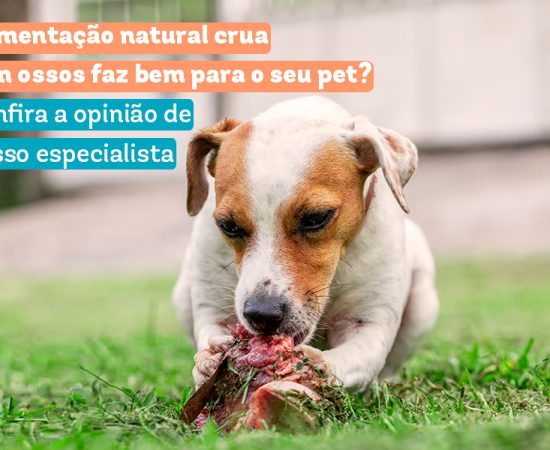 mentação natural crua
m ossos faz bem para o seu pet?
nfira a opinião de
sso especialista